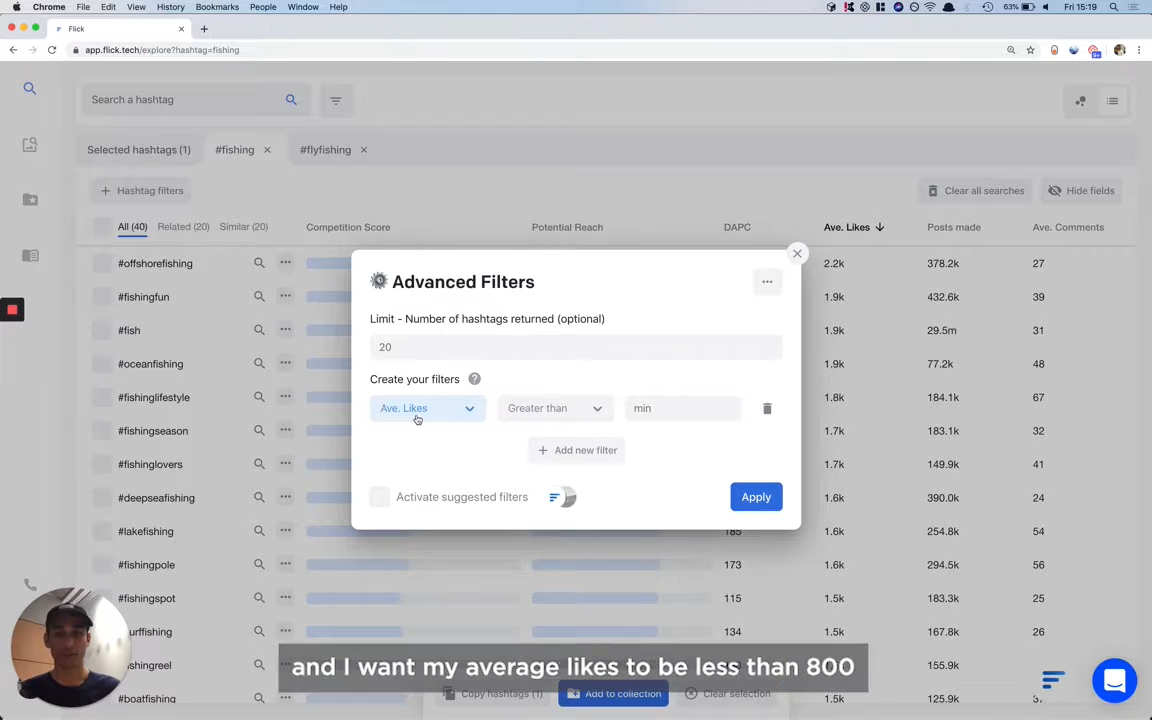 Chrome File Edit View History Bookmarks People Window Help 63% Fri 15:19
Flick
app.flick.tech/explore?hashtag=fishing
Search a hashtag
Selected hashtags (1) #fishing #flyfishing
Hashtag filters Clear all searches Hide fields
All (40) Related (20) Similar (20) Competition Score Potential Reach DAPC Ave. Likes Posts made Ave. Comments
#offshorefishing 2.2k 378.2k 27
#fishingfun 1.9k 432.6k 39
#fish 1.9k 29.5m 31
#oceanfishing 1.9k 77.2k 48
#fishinglifestyle 1.8k 184.1k 67
#fishingseason 1.7k 183.1k 32
#fishinglovers 1.7k 149.9k 41
#deepseafishing 1.6k 390.0k 24
#lakefishing 185 1.6k 254.8k 54
#fishingpole 173 1.6k 294.5k 56
#fishingspot 115 1.5k 183.3k 25
urffishing 134 1.5k 167.8k 26
shingreel 155.9k
#boatfishing 1.5k 125.9k
Advanced Filters
Limit - Number of hashtags returned (optional)
20
Create your filters ?
Ave. Likes Greater than min
Add new filter
Activate suggested filters Apply
and I want my average likes to be less than 800
Copy hashtags (1) Add to collection Clear selection